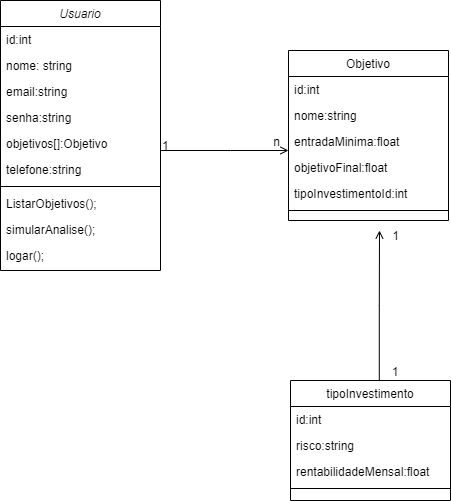 Usuario
id:int
nome: string
email:string
senha:string
objetivos[]:Objetivo
telefone:string
ListarObjetivos();
simularAnalise();
logar();
1
n
Objetivo
id:int
nome:string
entradaMinima:float
objetivoFinal:float
tipoInvestimentoId:int
1
1
tipoInvestimento
id:int
risco:string
rentabilidadeMensal:float